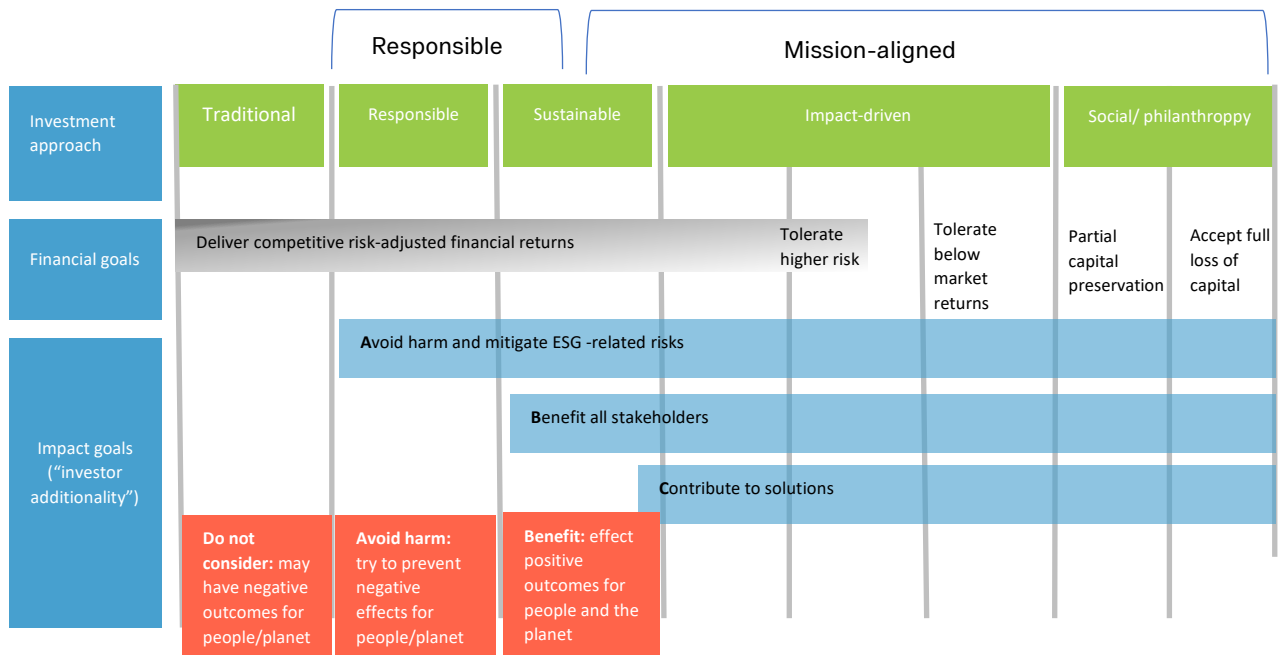 Responsible
Mission-aligned
Investment
approach
Traditional
Responsible
Sustainable
Impact-driven
Social/ philanthroppy
Financial goals
Deliver competitive risk-adjusted financial returns
Tolerate
higher risk
Tolerate
below
market
returns
Partial
capital
preservation
Accept full
loss of
capital
Impact goals
(“investor
additionality”)
Avoid harm and mitigate ESG -related risks
Benefit all stakeholders
Contribute to solutions
Do not
consider: may
have negative
outcomes for
people/planet
Avoid harm:
try to prevent
negative
effects for
people/planet
Benefit: effect
positive
outcomes for
people and the
planet